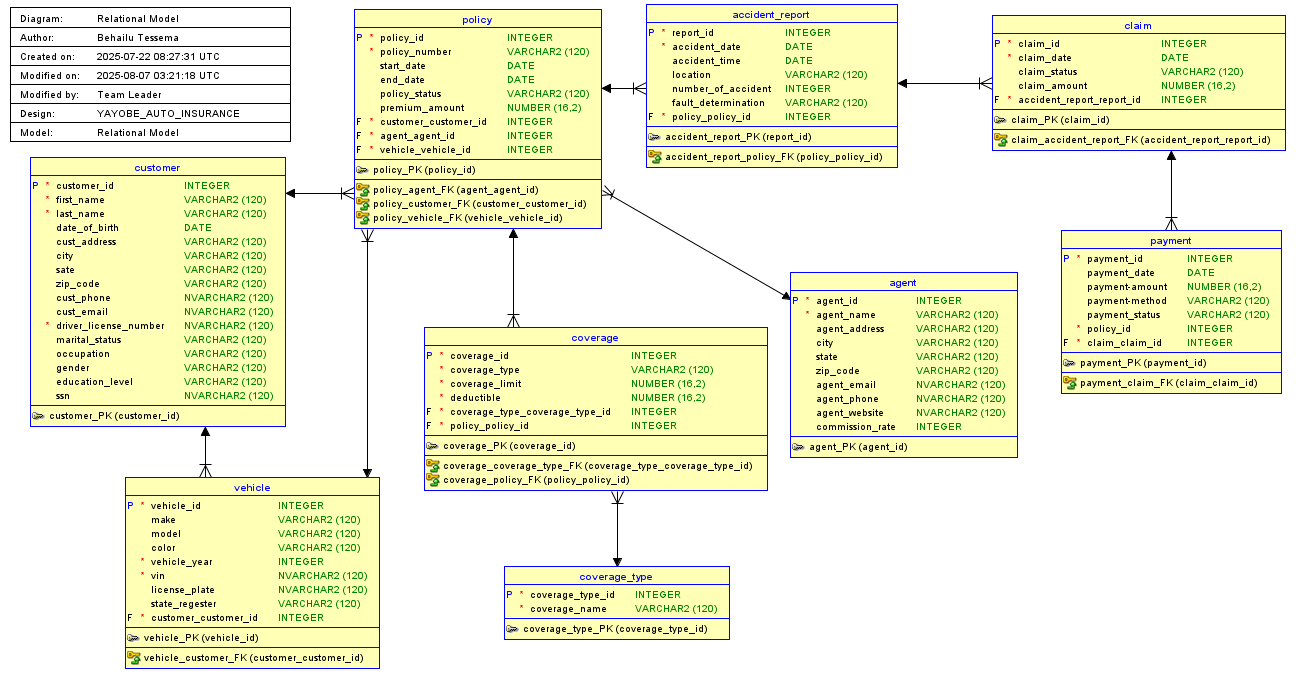 Diagram: Relational Model
Author: Behailu Tessema
Created on: 2025-07-22 08:27:31 UTC
Modified on: 2025-08-07 03:21:18 UTC
Modified by: Team Leader
Design: YAYOBE_AUTO_INSURANCE
Model: Relational Model
policy
P * policy_id INTEGER
* policy_number VARCHAR2 (120)
start_date DATE
end_date DATE
policy_status VARCHAR2 (120)
premium_amount NUMBER (16,2)
F * customer_customer_id INTEGER
F * agent_agent_id INTEGER
F * vehicle_vehicle_id INTEGER
policy_PK (policy_id)
policy_agent_FK (agent_agent_id)
policy_customer_FK (customer_customer_id)
policy_vehicle_FK (vehicle_vehicle_id)
accident_report
P * report_id INTEGER
* accident_date DATE
accident_time DATE
location VARCHAR2 (120)
number_of_accident INTEGER
fault_determination VARCHAR2 (120)
F * policy_policy_id INTEGER
accident_report_PK (report_id)
accident_report_policy_FK (policy_policy_id)
claim
P * claim_id INTEGER
* claim_date DATE
claim_status VARCHAR2 (120)
claim_amount NUMBER (16,2)
F * accident_report_report_id INTEGER
claim_PK (claim_id)
claim_accident_report_FK (accident_report_report_id)
customer
P * customer_id INTEGER
* first_name VARCHAR2 (120)
* last_name VARCHAR2 (120)
date_of_birth DATE
cust_address VARCHAR2 (120)
city VARCHAR2 (120)
sate VARCHAR2 (120)
zip_code VARCHAR2 (120)
cust_phone NVARCHAR2 (120)
cust_email NVARCHAR2 (120)
* driver_license_number NVARCHAR2 (120)
marital_status VARCHAR2 (120)
occupation VARCHAR2 (120)
gender VARCHAR2 (120)
education_level VARCHAR2 (120)
ssn NVARCHAR2 (120)
customer_PK (customer_id)
payment
P * payment_id INTEGER
payment_date DATE
payment-amount NUMBER (16,2)
payment-method VARCHAR2 (120)
payment_status VARCHAR2 (120)
* policy_id INTEGER
F * claim_claim_id INTEGER
payment_PK (payment_id)
payment_claim_FK (claim_claim_id)
agent
P * agent_id INTEGER
* agent_name VARCHAR2 (120)
agent_address VARCHAR2 (120)
city VARCHAR2 (120)
state VARCHAR2 (120)
zip_code VARCHAR2 (120)
agent_email NVARCHAR2 (120)
agent_phone NVARCHAR2 (120)
agent_website NVARCHAR2 (120)
commission_rate INTEGER
agent_PK (agent_id)
coverage
P * coverage_id INTEGER
* coverage_type VARCHAR2 (120)
* coverage_limit NUMBER (16,2)
* deductible NUMBER (16,2)
F * coverage_type_coverage_type_id INTEGER
F * policy_policy_id INTEGER
coverage_PK (coverage_id)
coverage_coverage_type_FK (coverage_type_coverage_type_id)
coverage_policy_FK (policy_policy_id)
vehicle
P * vehicle_id INTEGER
make VARCHAR2 (120)
model VARCHAR2 (120)
color VARCHAR2 (120)
* vehicle_year INTEGER
* vin NVARCHAR2 (120)
license_plate NVARCHAR2 (120)
state_regester VARCHAR2 (120)
F * customer_customer_id INTEGER
vehicle_PK (vehicle_id)
vehicle_customer_FK (customer_customer_id)
coverage_type
P * coverage_type_id INTEGER
* coverage_name VARCHAR2 (120)
coverage_type_PK (coverage_type_id)